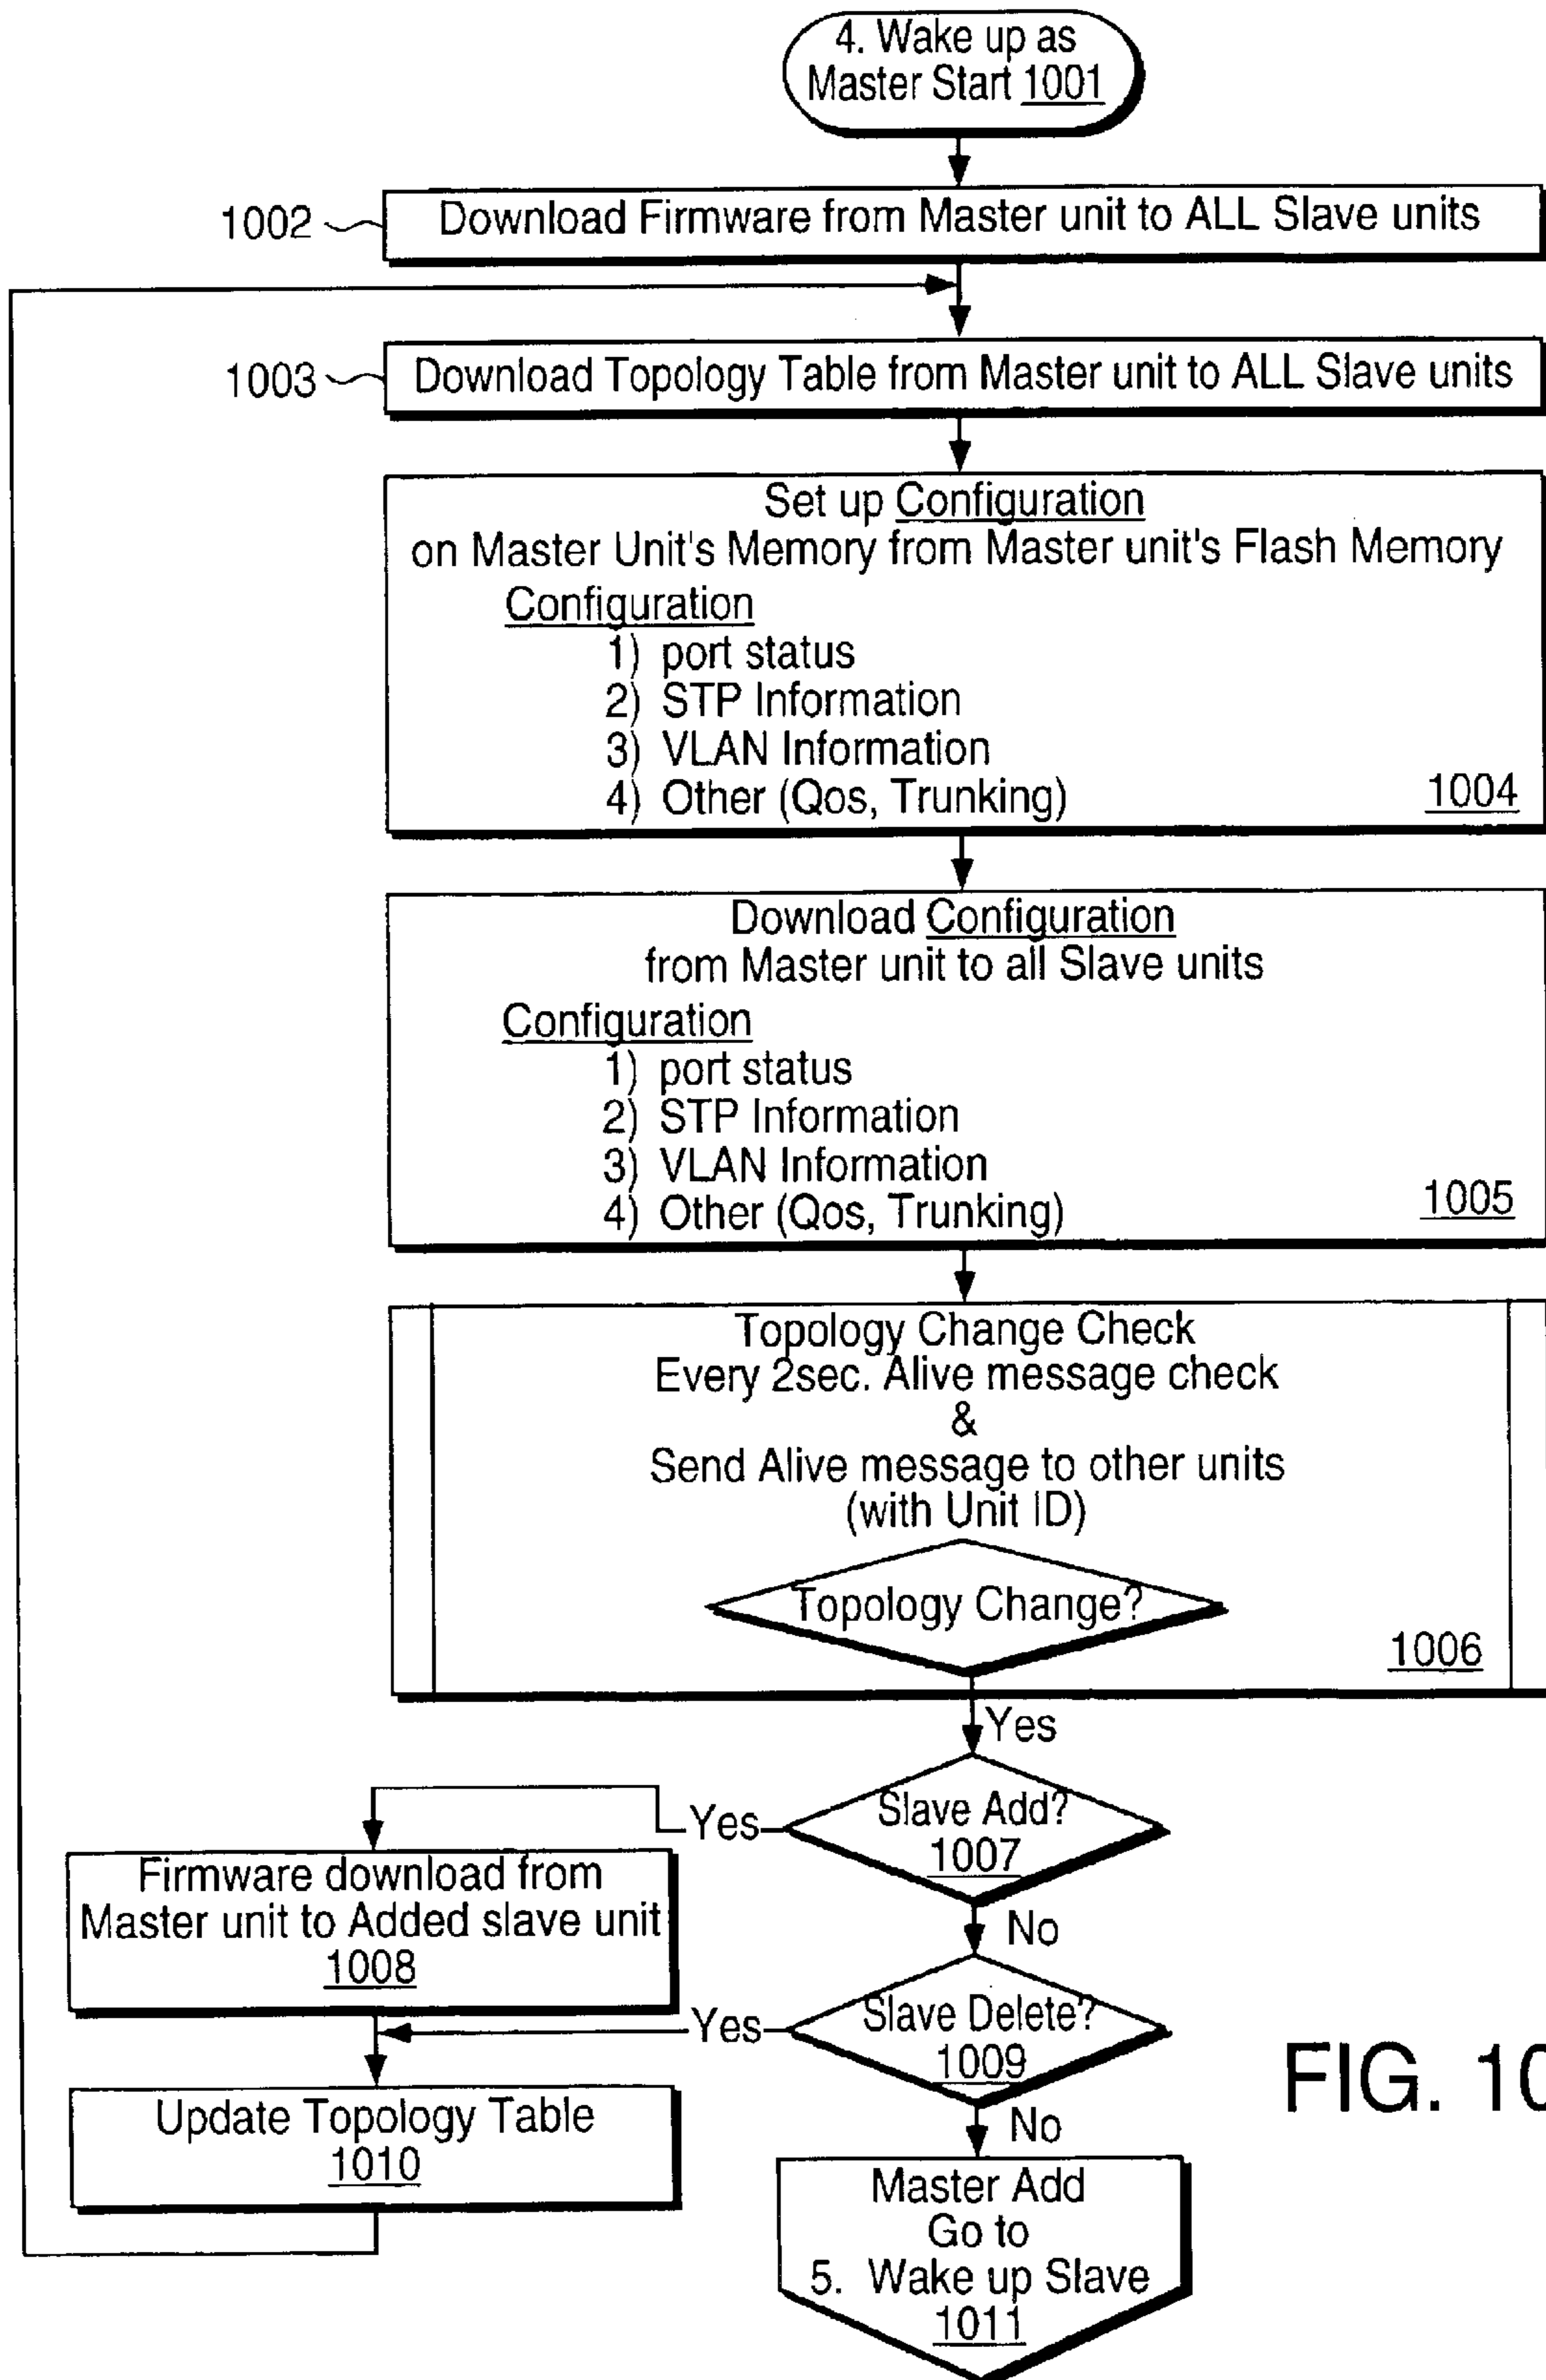 4. Wake up as
Master Start 1001
1002
Download Firmware from Master unit to ALL Slave units
1003
Download Topology Table from Master unit to ALL Slave units
Set up Configuration
on Master Unit's Memory from Master unit's Flash Memory
Configuration
1) port status
2) STP Information
3) VLAN Information
4) Other (Qos, Trunking)
1004
Download Configuration
from Master unit to all Slave units
Configuration
1) port status
2) STP Information
3) VLAN Information
4) Other (Qos, Trunking)
1005
Topology Change Check
Every 2sec. Alive message check
&
Send Alive message to other units
(with Unit ID)
Topology Change?
1006
Yes
Slave Add?
1007
Yes
Firmware download from
Master unit to Added slave unit
1008
No
Slave Delete?
1009
Yes
Update Topology Table
1010
No
Master Add
Go to
5. Wake up Slave
1011
FIG. 10